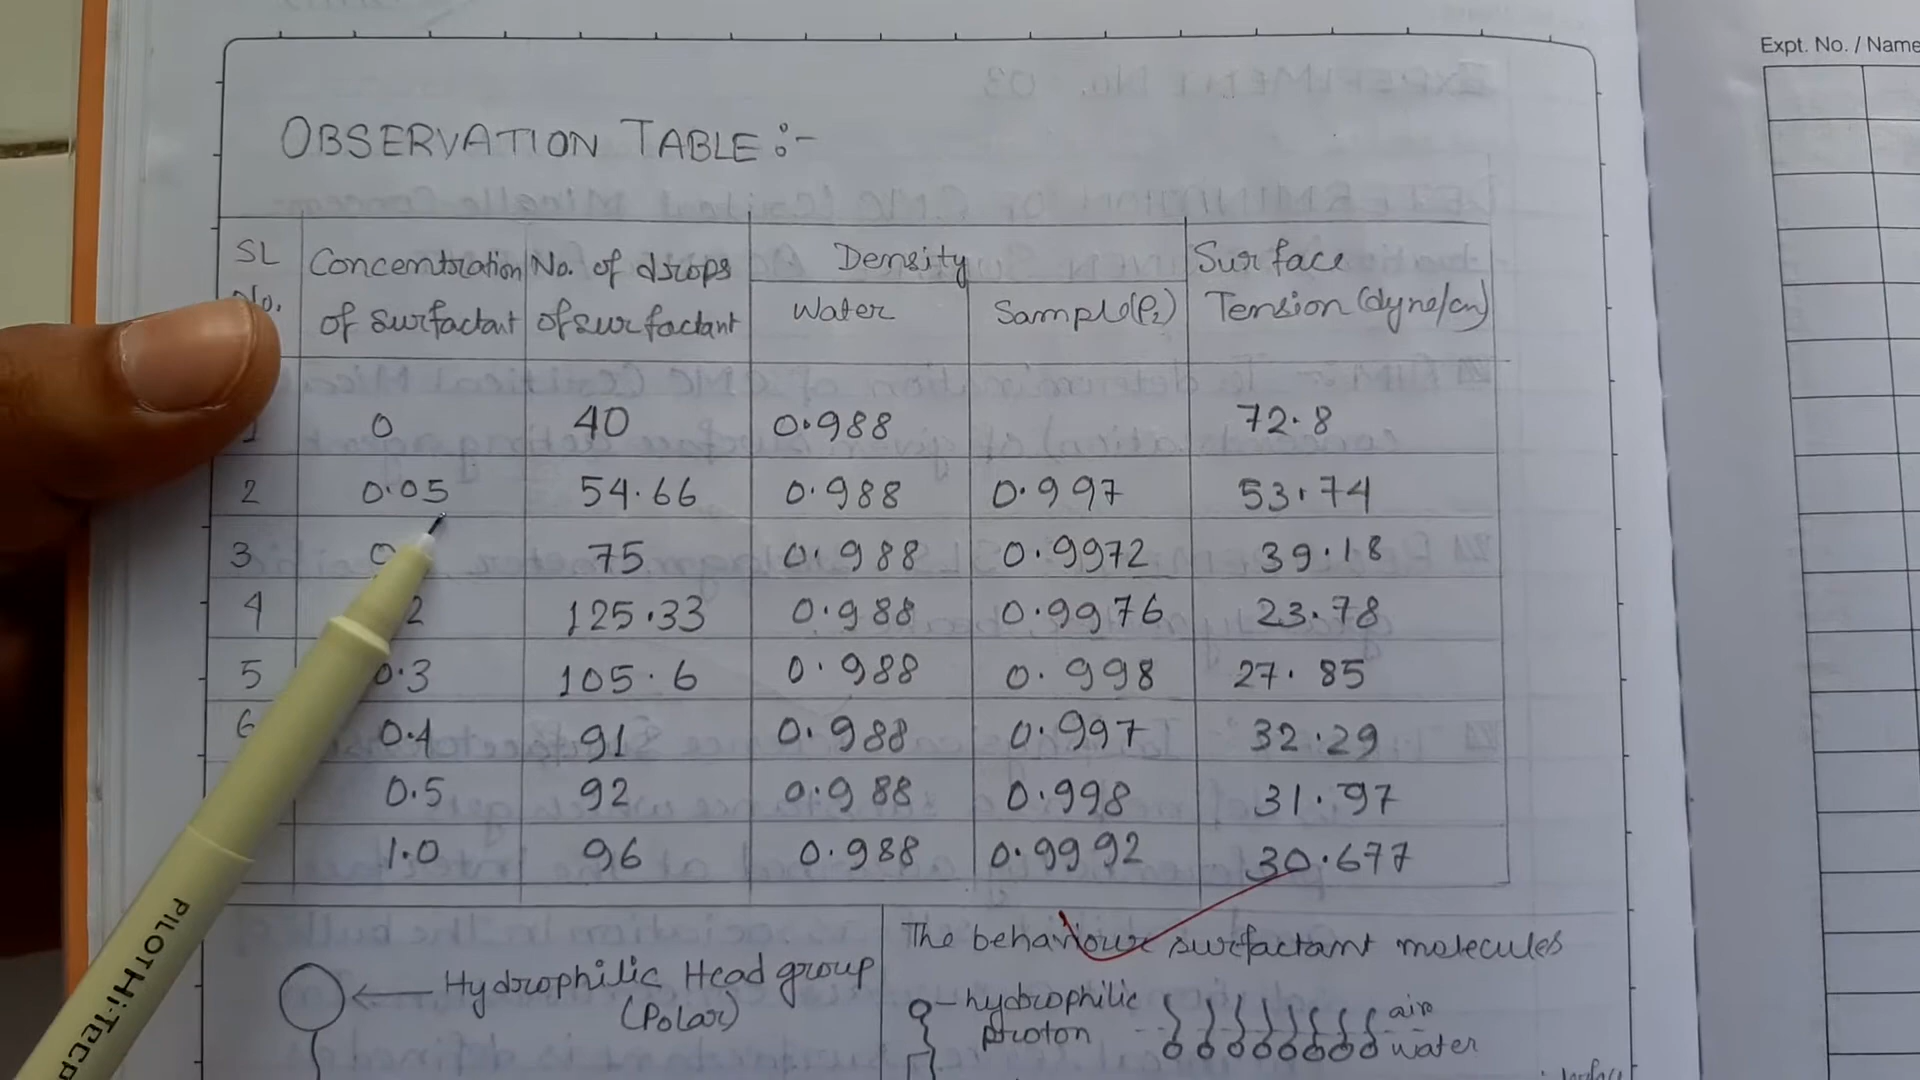 Expt. No. / Name
OBSERVATION TABLE :-
SL No. Concentration of surfactant No. of drops of surfactant Density Surface Tension (dyne/cm)
Water Sample(ρ₂)
1 0 40 0.988 72.8
2 0.05 54.66 0.988 0.997 53.74
3 75 0.988 0.9972 39.18
4 2 125.33 0.988 0.9976 23.78
5 0.3 105.6 0.988 0.998 27.85
6 0.4 91 0.988 0.997 32.29
0.5 92 0.988 0.998 31.97
1.0 96 0.988 0.9992 30.677
Hydrophilic Head group
(Polar)
The behaviour surfactant molecules
hydrophilic
proton
air
water
PILOT Hi-Tecp